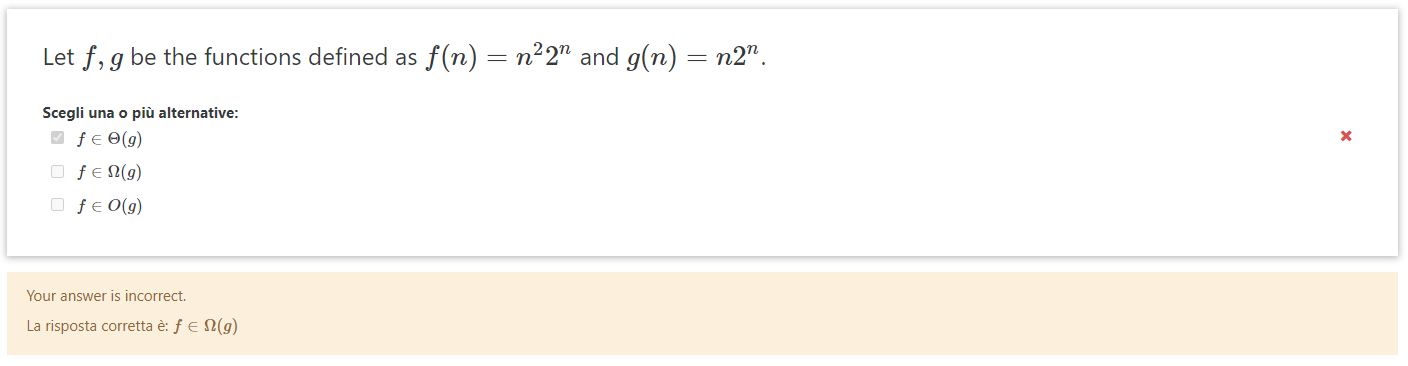 Let f, g be the functions defined as f(n) = n²2ⁿ and g(n) = n2ⁿ.
Scegli una o più alternative:
f ∈ Θ(g)
f ∈ Ω(g)
f ∈ O(g)
Your answer is incorrect.
La risposta corretta è: f ∈ Ω(g)